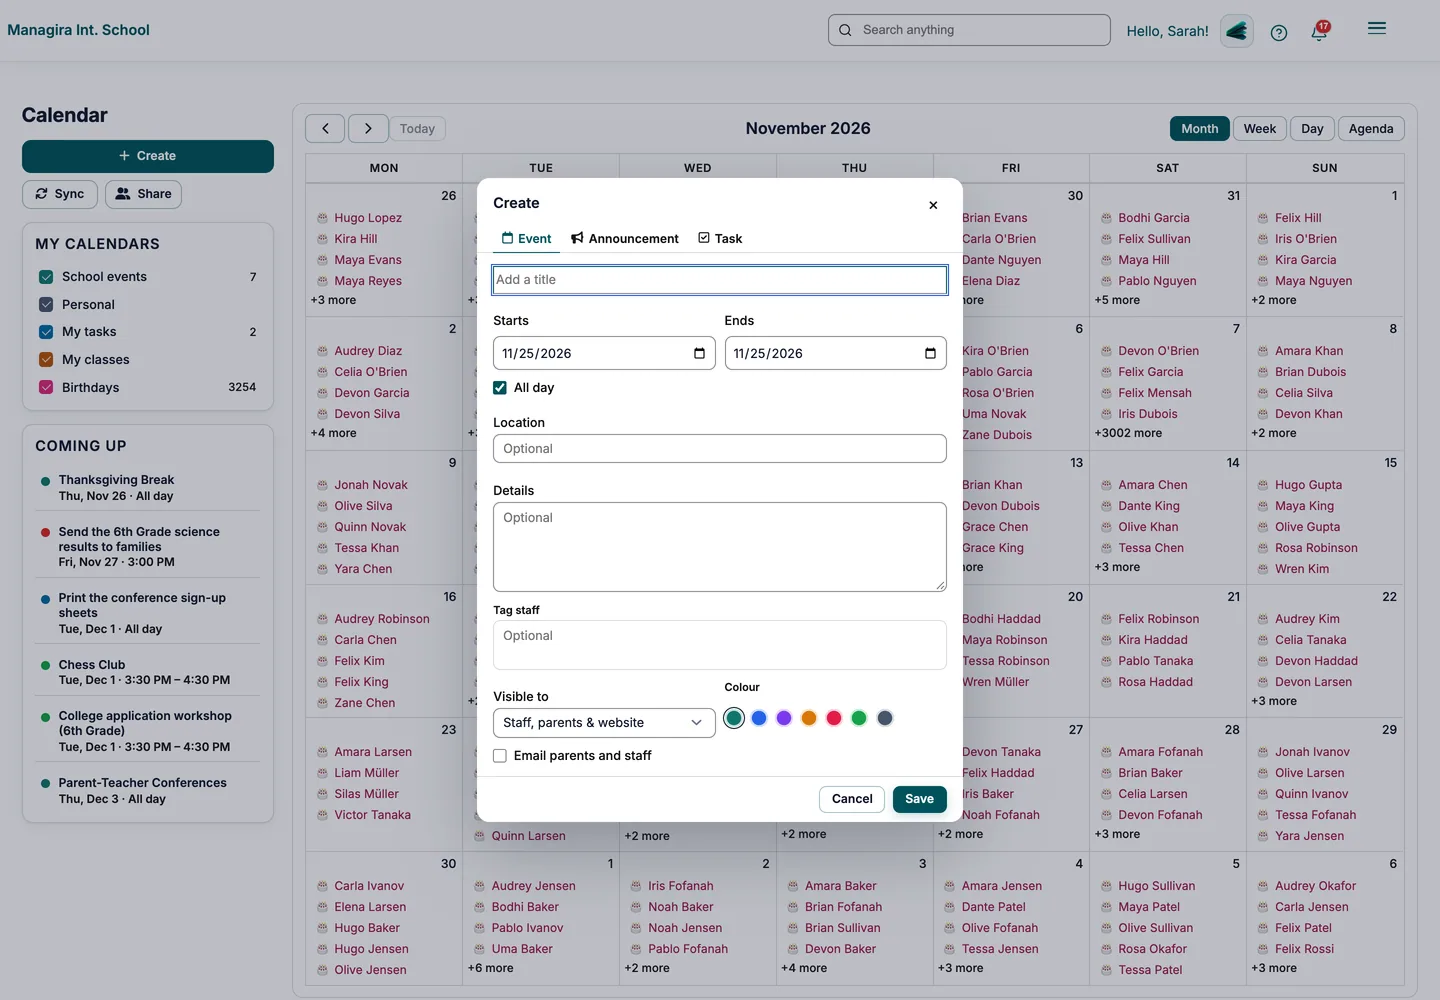 Managira Int. School
Search anything
Hello, Sarah!
17
Calendar
+ Create
Sync
Share
MY CALENDARS
School events 7
Personal
My tasks 2
My classes
Birthdays 3254
COMING UP
Thanksgiving Break
Thu, Nov 26 · All day
Send the 6th Grade science
results to families
Fri, Nov 27 · 3:00 PM
Print the conference sign-up
sheets
Tue, Dec 1 · All day
Chess Club
Tue, Dec 1 · 3:30 PM – 4:30 PM
College application workshop
(6th Grade)
Tue, Dec 1 · 3:30 PM – 4:30 PM
Parent-Teacher Conferences
Thu, Dec 3 · All day
Today
November 2026
Month Week Day Agenda
MON TUE WED THU FRI SAT SUN
26
Hugo Lopez
Kira Hill
Maya Evans
Maya Reyes
+3 more
30
Brian Evans
Carla O'Brien
Dante Nguyen
Elena Diaz
31
Bodhi Garcia
Felix Sullivan
Maya Hill
Pablo Nguyen
+5 more
1
Felix Hill
Iris O'Brien
Kira Garcia
Maya Nguyen
+2 more
2
Audrey Diaz
Celia O'Brien
Devon Garcia
Devon Silva
+4 more
6
Kira O'Brien
Pablo Garcia
Rosa O'Brien
Uma Novak
Zane Dubois
7
Devon O'Brien
Felix Garcia
Felix Mensah
Iris Dubois
+3002 more
8
Amara Khan
Brian Dubois
Celia Silva
Devon Khan
+2 more
9
Jonah Novak
Olive Silva
Quinn Novak
Tessa Khan
Yara Chen
13
Brian Khan
Devon Dubois
Grace Chen
Grace King
14
Amara Chen
Dante King
Olive Khan
Tessa Chen
+3 more
15
Hugo Gupta
Maya King
Olive Gupta
Rosa Robinson
Wren Kim
16
Audrey Robinson
Carla Chen
Felix Kim
Felix King
Zane Chen
20
Bodhi Haddad
Maya Robinson
Tessa Robinson
Wren Müller
21
Felix Robinson
Kira Haddad
Pablo Tanaka
Rosa Haddad
22
Audrey Kim
Celia Tanaka
Devon Haddad
Devon Larsen
+3 more
23
Amara Larsen
Liam Müller
Silas Müller
Victor Tanaka
Quinn Larsen
+2 more
+2 more
27
Devon Tanaka
Felix Haddad
Iris Baker
Noah Fofanah
+2 more
28
Amara Fofanah
Brian Baker
Celia Larsen
Devon Fofanah
+3 more
29
Jonah Ivanov
Olive Larsen
Quinn Ivanov
Tessa Fofanah
Yara Jensen
30
Carla Ivanov
Elena Larsen
Hugo Baker
Hugo Jensen
Olive Jensen
1
Audrey Jensen
Bodhi Baker
Pablo Ivanov
Uma Baker
+6 more
2
Iris Fofanah
Noah Baker
Noah Jensen
Pablo Fofanah
+2 more
3
Amara Baker
Brian Fofanah
Brian Sullivan
Devon Baker
+4 more
4
Amara Jensen
Dante Patel
Olive Fofanah
Tessa Jensen
+3 more
5
Hugo Sullivan
Maya Patel
Olive Sullivan
Rosa Okafor
Tessa Patel
6
Audrey Okafor
Carla Jensen
Felix Patel
Felix Rossi
+3 more
Create
Event Announcement Task
Add a title
Starts Ends
11/25/2026 11/25/2026
All day
Location
Optional
Details
Optional
Tag staff
Optional
Visible to Colour
Staff, parents & website
Email parents and staff
Cancel Save